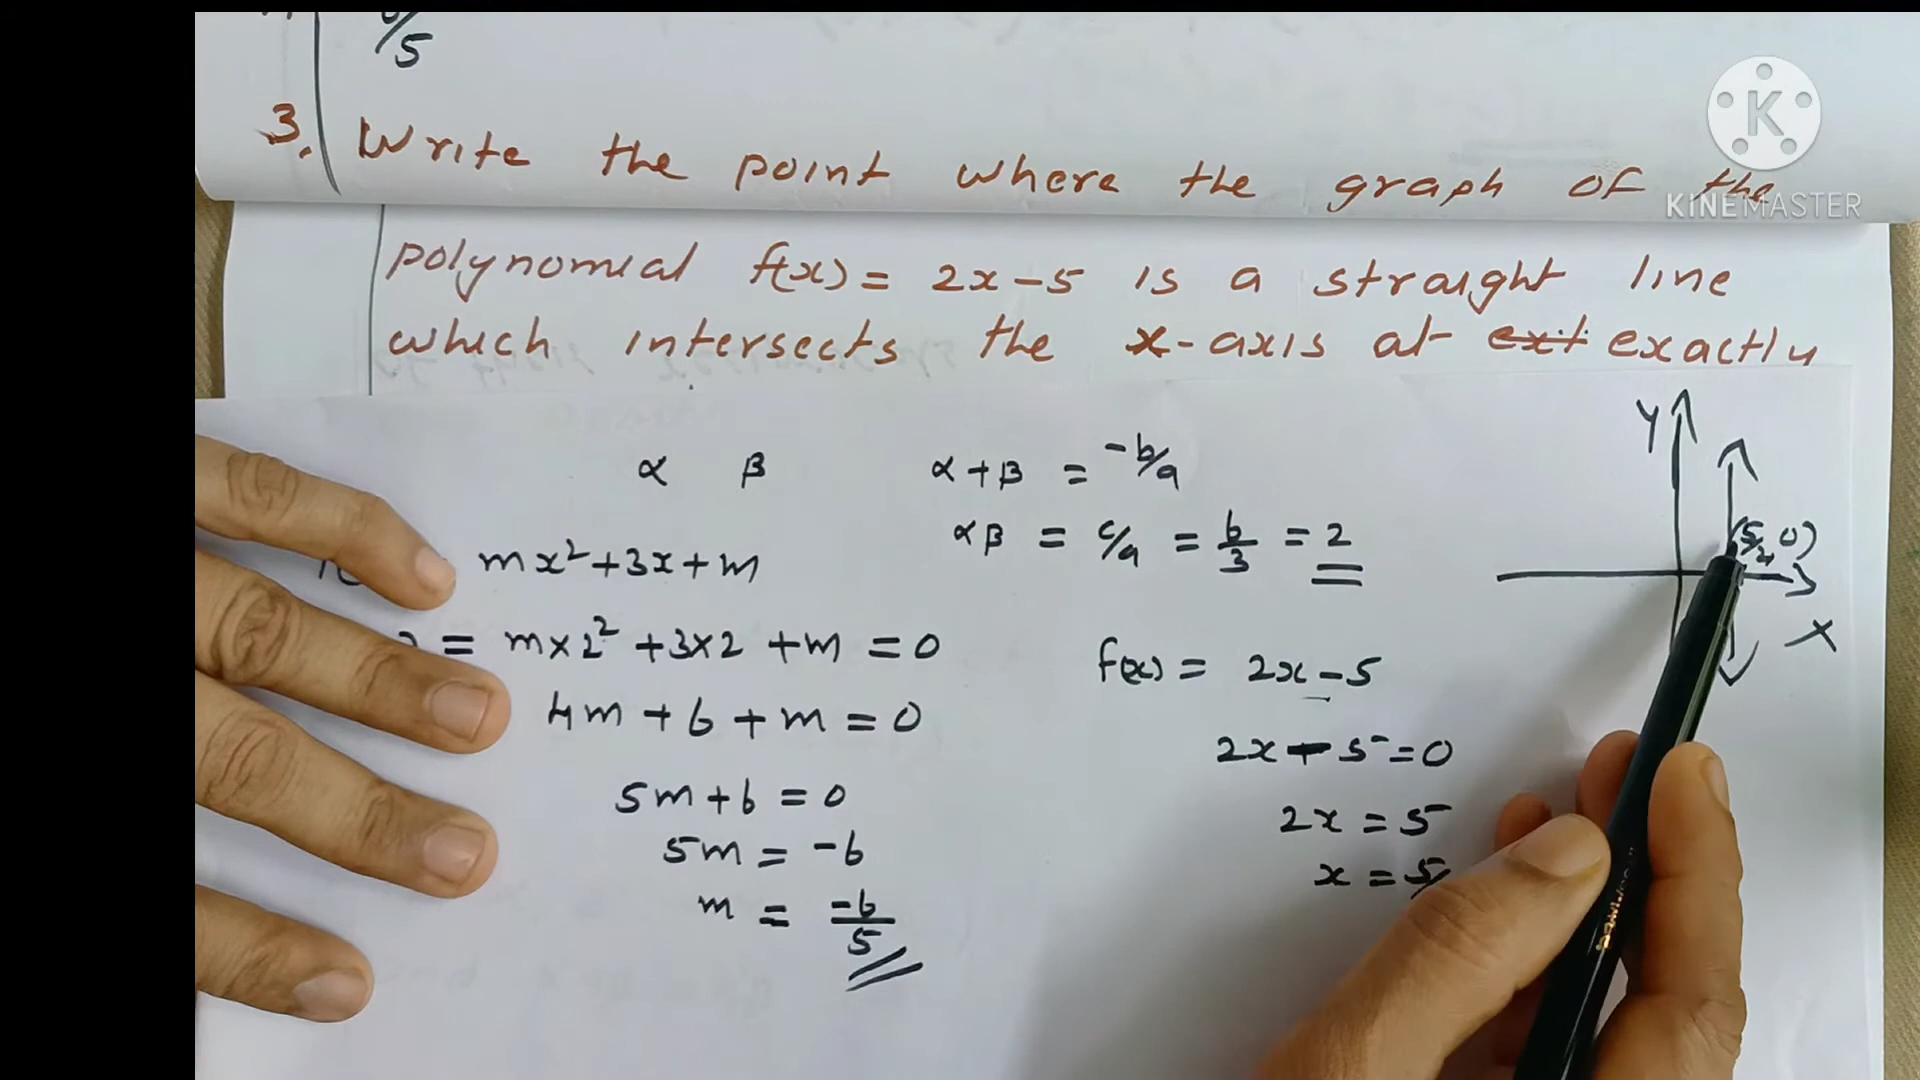 5
3. Write the point where the graph of the
polynomial f(x) = 2x-5 is a straight line
which intersects the x-axis at ext exactly
α β
α+β = -b/a
αβ = c/a = 6/3 = 2
mx²+3x+m
= m×2²+3×2+m=0
4m+6+m=0
5m+6=0
5m=-6
m = -6/5
Y
(5/2, 0)
X
f(x) = 2x-5
2x-5=0
2x=5
x=5/
K
KINEMASTER